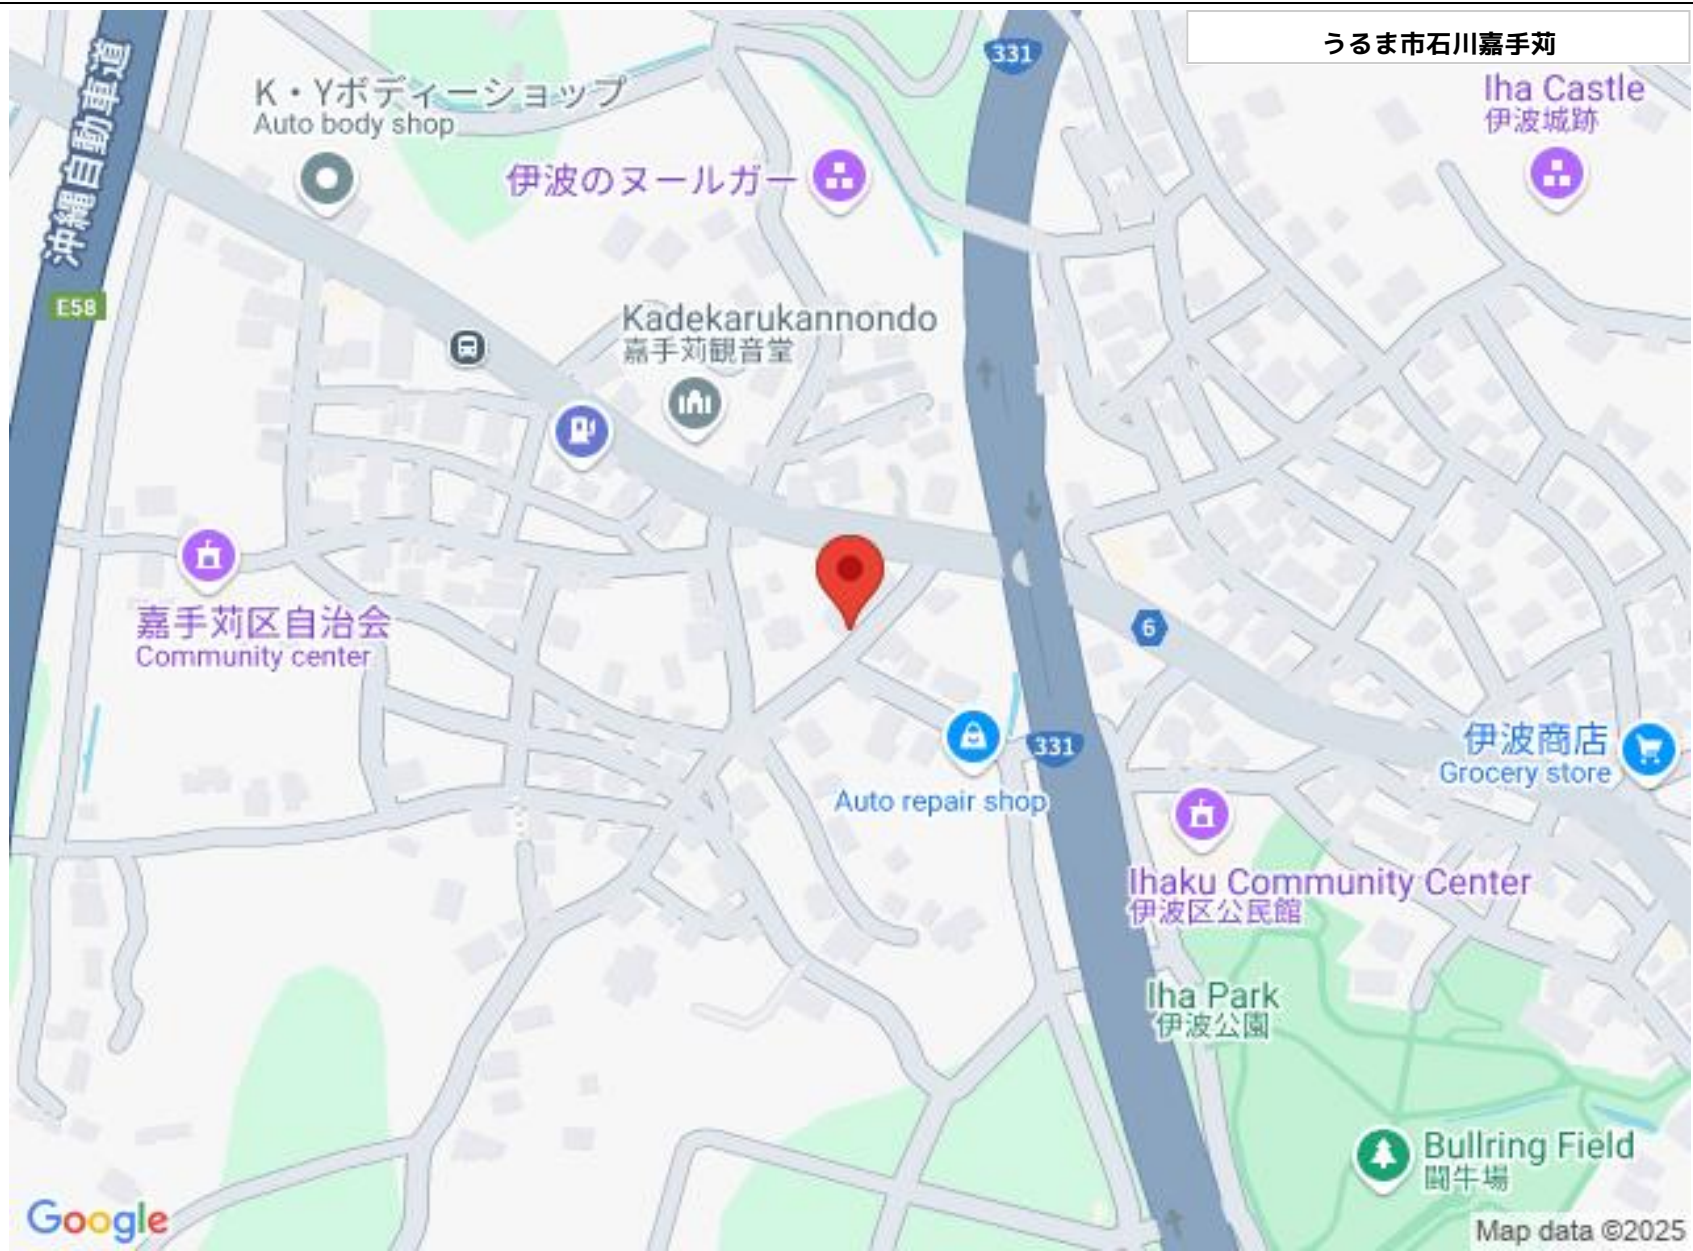 うるま市石川嘉手苅
331
Iha Castle
伊波城跡
沖縄自動車道
K・Yボディーショップ
Auto body shop
伊波のヌールガー
E58
Kadekarukannondo
嘉手苅観音堂
嘉手苅区自治会
Community center
6
331
伊波商店
Grocery store
Auto repair shop
Ihaku Community Center
伊波区公民館
Iha Park
伊波公園
Bullring Field
闘牛場
Google
Map data ©2025